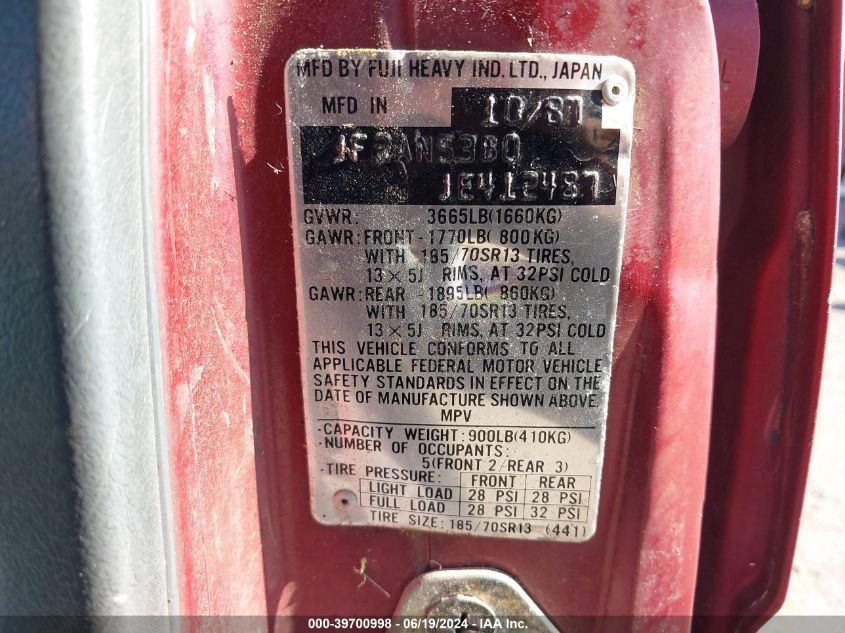 MFD BY FUJI HEAVY IND. LTD., JAPAN
MFD IN 10/87
JF3AN53B0
JE412487
GVWR: 3665LB(1660KG)
GAWR: FRONT-1770LB( 800KG)
WITH 185/70SR13 TIRES,
13×5J RIMS, AT 32PSI COLD
GAWR: REAR -1895LB( 860KG)
WITH 185/70SR13 TIRES,
13×5J RIMS, AT 32PSI COLD
THIS VEHICLE CONFORMS TO ALL
APPLICABLE FEDERAL MOTOR VEHICLE
SAFETY STANDARDS IN EFFECT ON THE
DATE OF MANUFACTURE SHOWN ABOVE.
MPV
·CAPACITY WEIGHT:900LB(410KG)
·NUMBER OF OCCUPANTS:
5(FRONT 2/REAR 3)
·TIRE PRESSURE: FRONT REAR
LIGHT LOAD 28 PSI 28 PSI
FULL LOAD 28 PSI 32 PSI
TIRE SIZE:185/70SR13 (441)
000-39700998 - 06/19/2024 - IAA Inc.